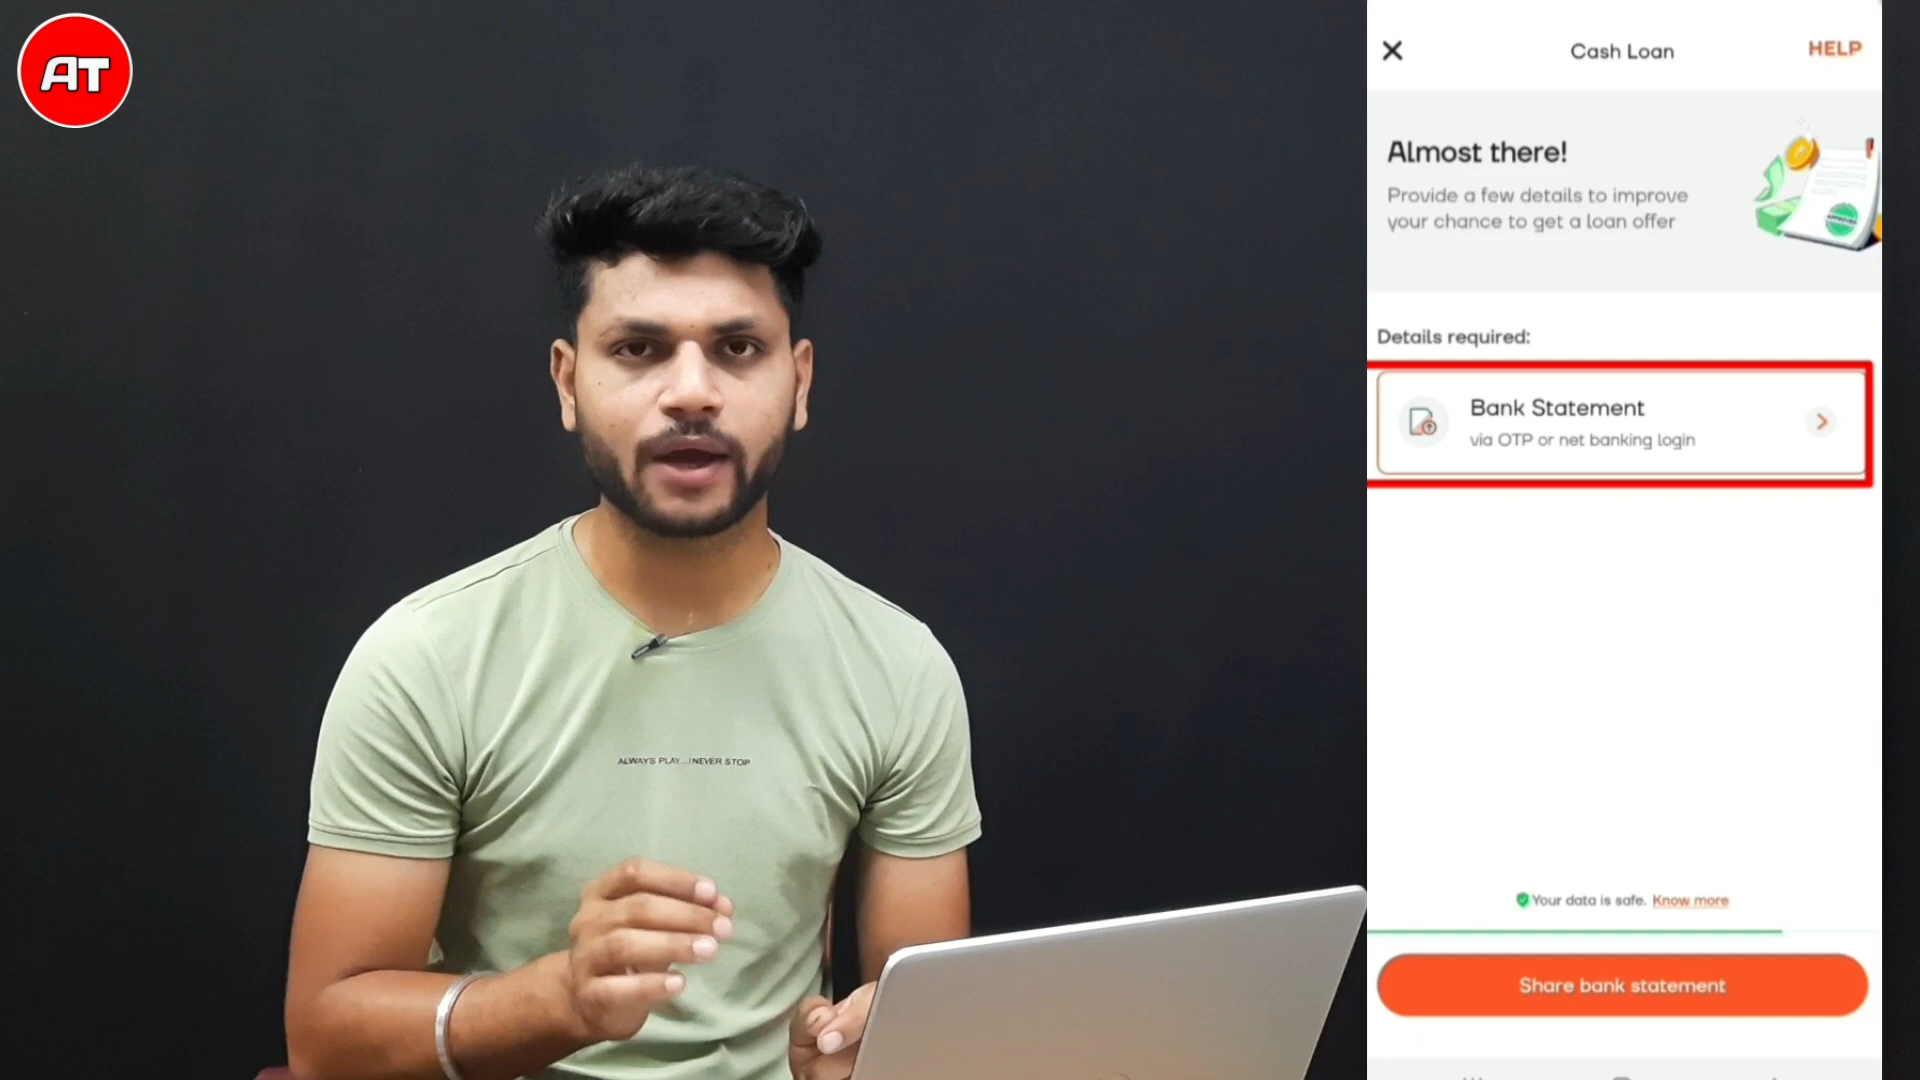 AT
Cash Loan
HELP
Almost there!
Provide a few details to improve
your chance to get a loan offer
APPROVED
Details required:
Bank Statement
via OTP or net banking login
ALWAYS PLAY...NEVER STOP
Your data is safe. Know more
Share bank statement